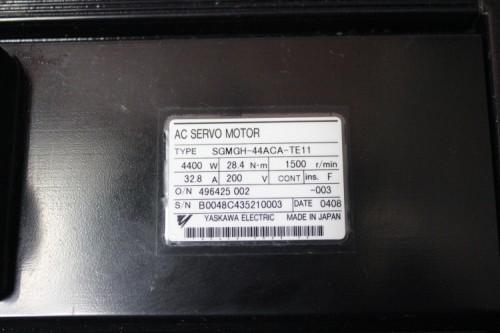 AC SERVO MOTOR
TYPE SGMGH-44ACA-TE11
4400 W 28.4 N·m 1500 r/min
32.8 A 200 V CONT ins. F
O/N 496425 002 -003
S/N B0048C435210003 DATE 0408
YASKAWA ELECTRIC MADE IN JAPAN